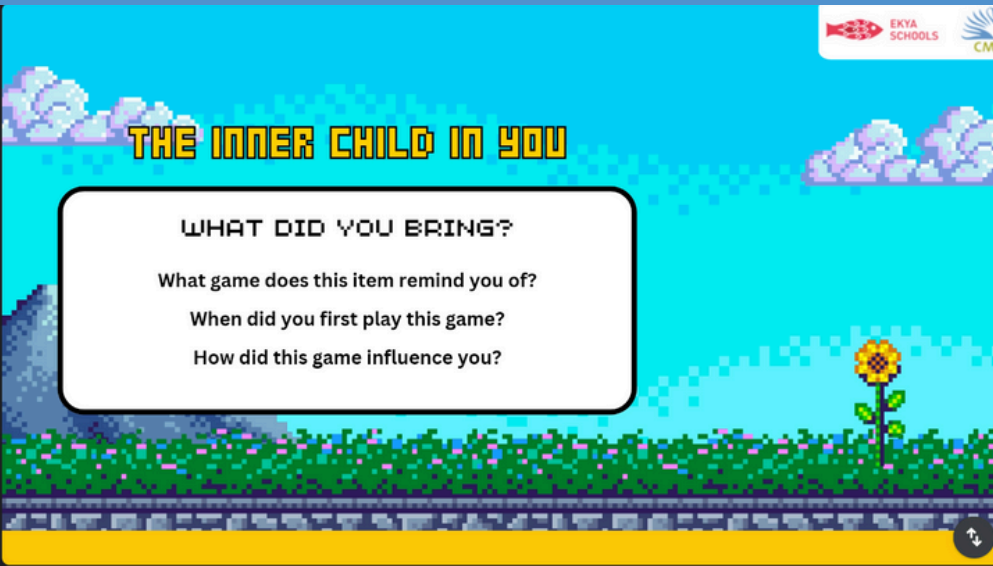 EKYA
SCHOOLS
CM
THE INNER CHILD IN YOU
WHAT DID YOU BRING?
What game does this item remind you of?
When did you first play this game?
How did this game influence you?